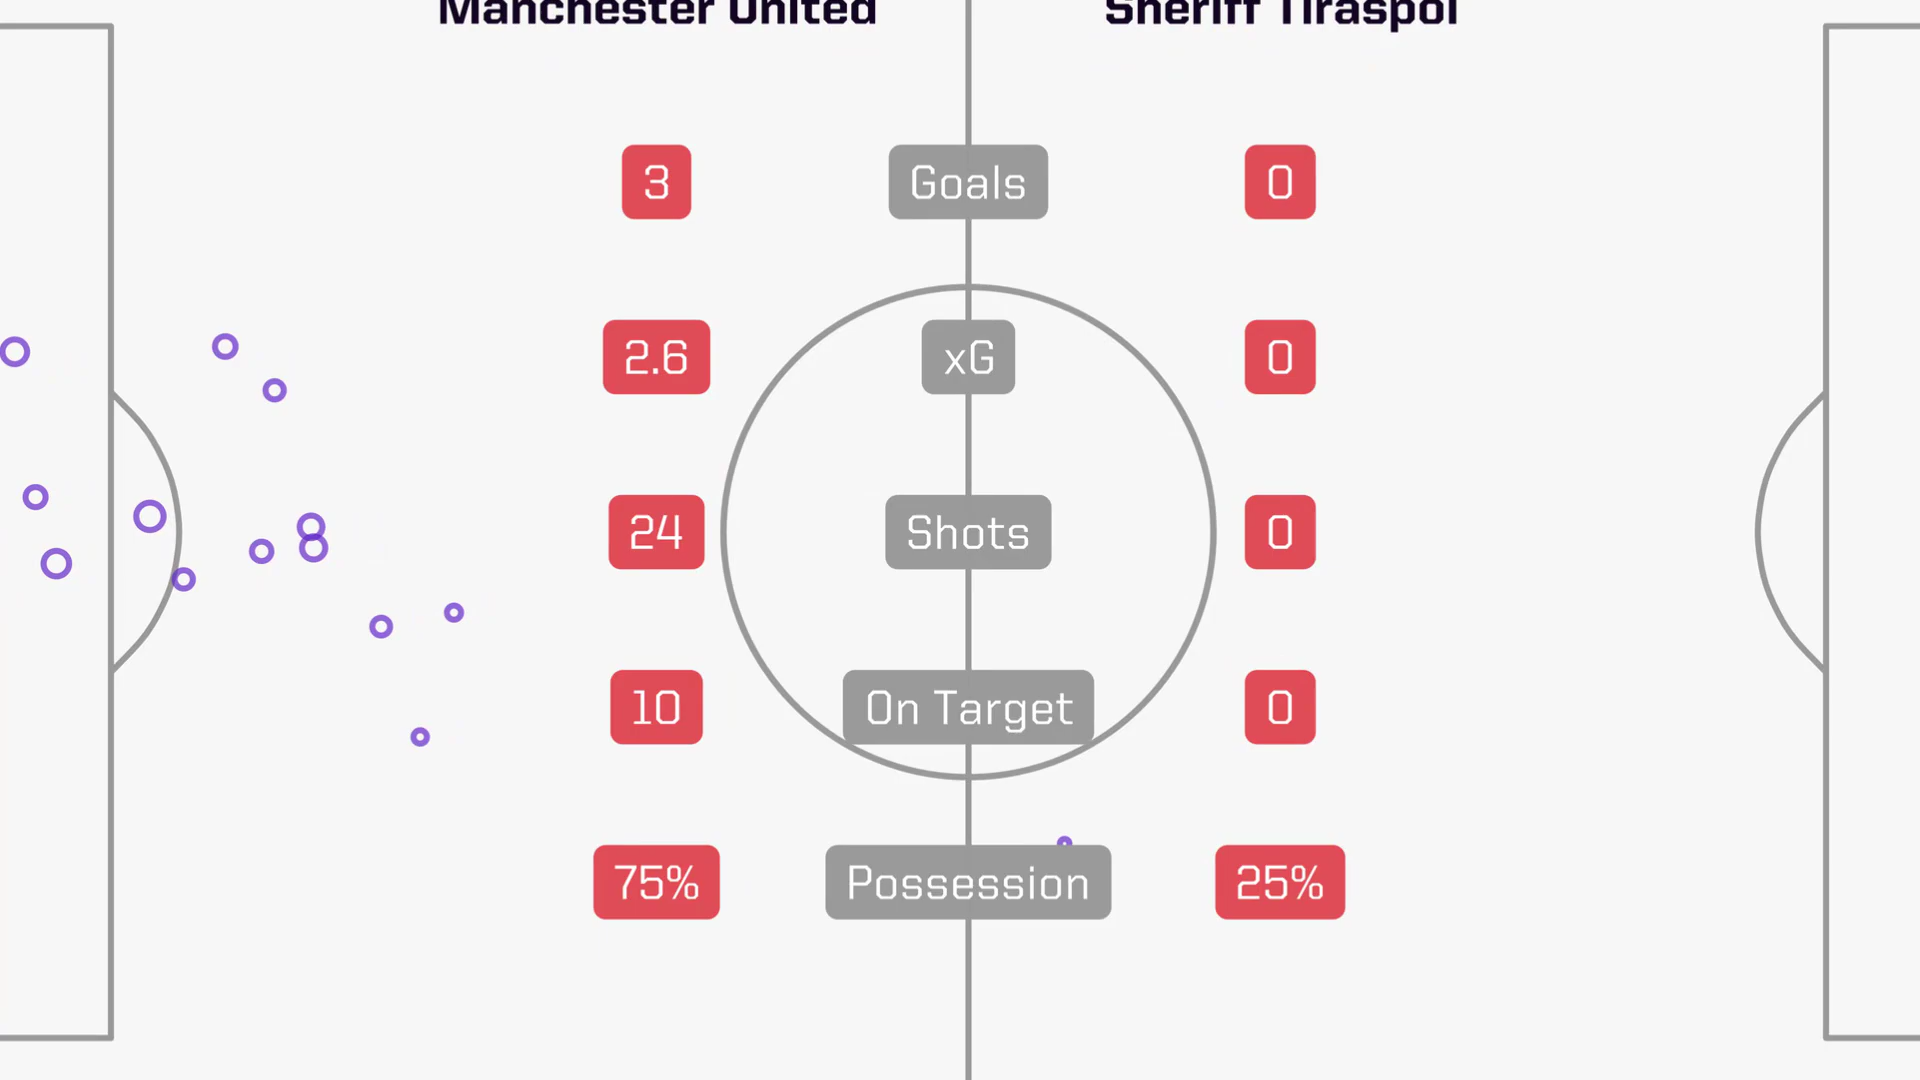 Manchester United Sheriff Tiraspol
3 Goals 0
2.6 xG 0
24 Shots 0
10 On Target 0
75% Possession 25%